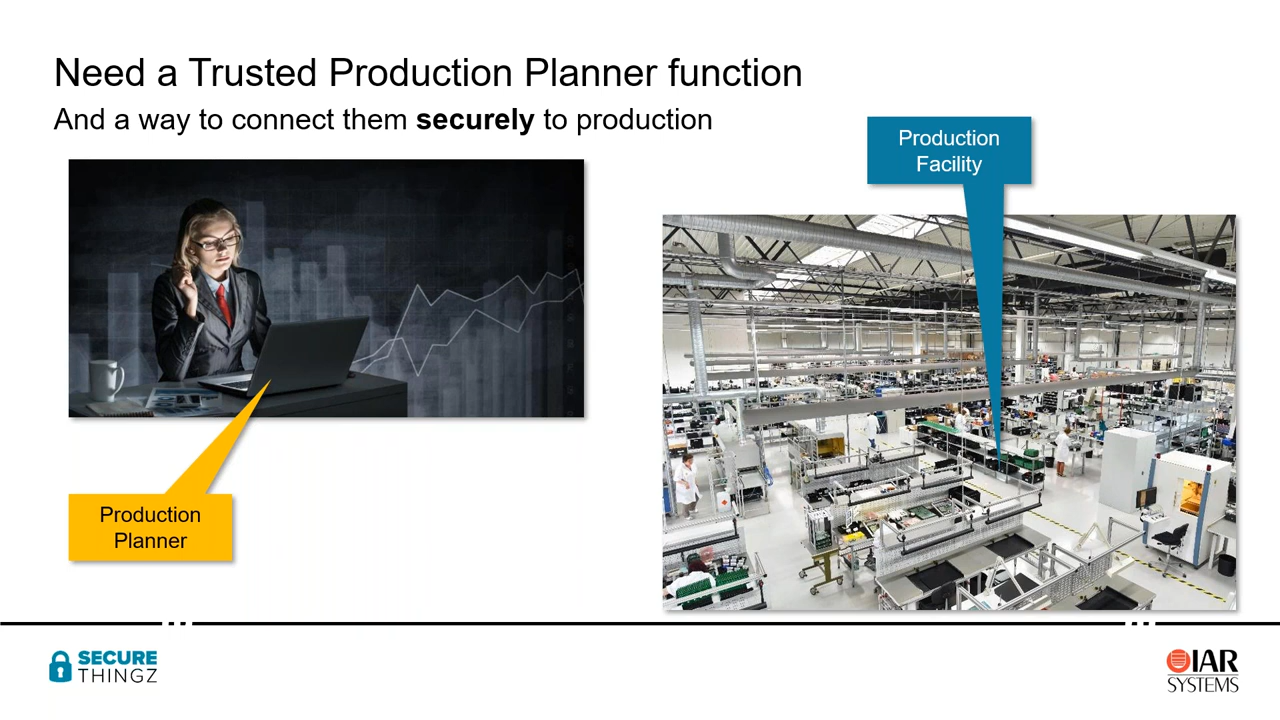 Need a Trusted Production Planner function
And a way to connect them securely to production
Production
Facility
Production
Planner
SECURE
THINGZ
IAR
SYSTEMS